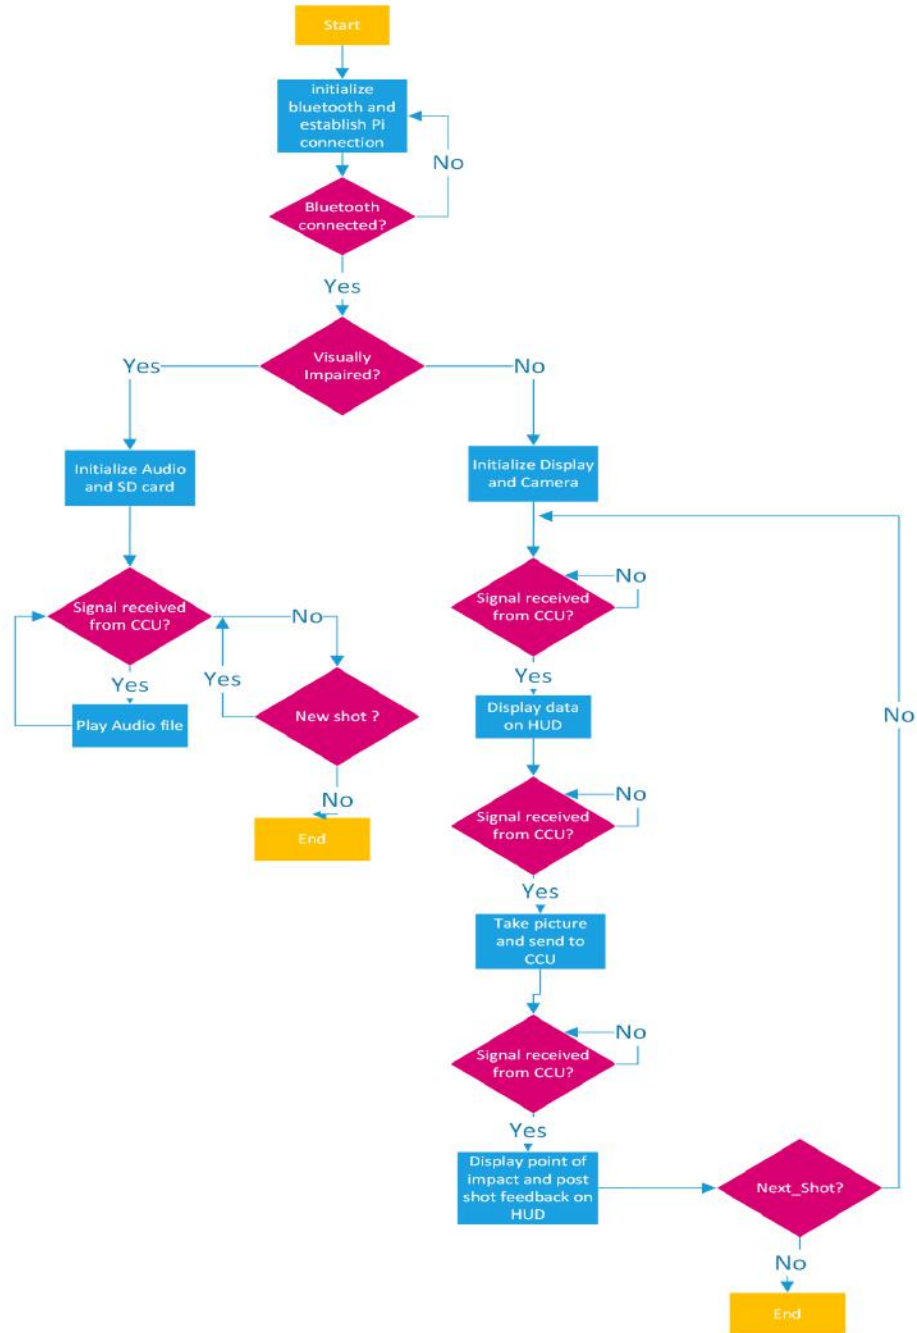 Start
initialize
bluetooth and
establish Pi
connection
No
Bluetooth
connected?
Yes
Visually
Impaired?
Yes
No
Initialize Audio
and SD card
Initialize Display
and Camera
Signal received
from CCU?
No
Yes
Play Audio file
Yes
New shot ?
No
End
Signal received
from CCU?
No
Yes
Display data
on HUD
Signal received
from CCU?
No
Yes
Take picture
and send to
CCU
Signal received
from CCU?
No
Yes
Display point of
impact and post
shot feedback on
HUD
Next_Shot?
No
No
End